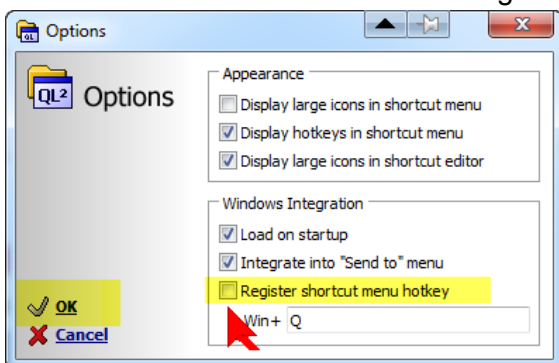 Options
QL²
Options
Appearance
Display large icons in shortcut menu
Display hotkeys in shortcut menu
Display large icons in shortcut editor
Windows Integration
Load on startup
Integrate into "Send to" menu
Register shortcut menu hotkey
Win+ Q
OK
Cancel